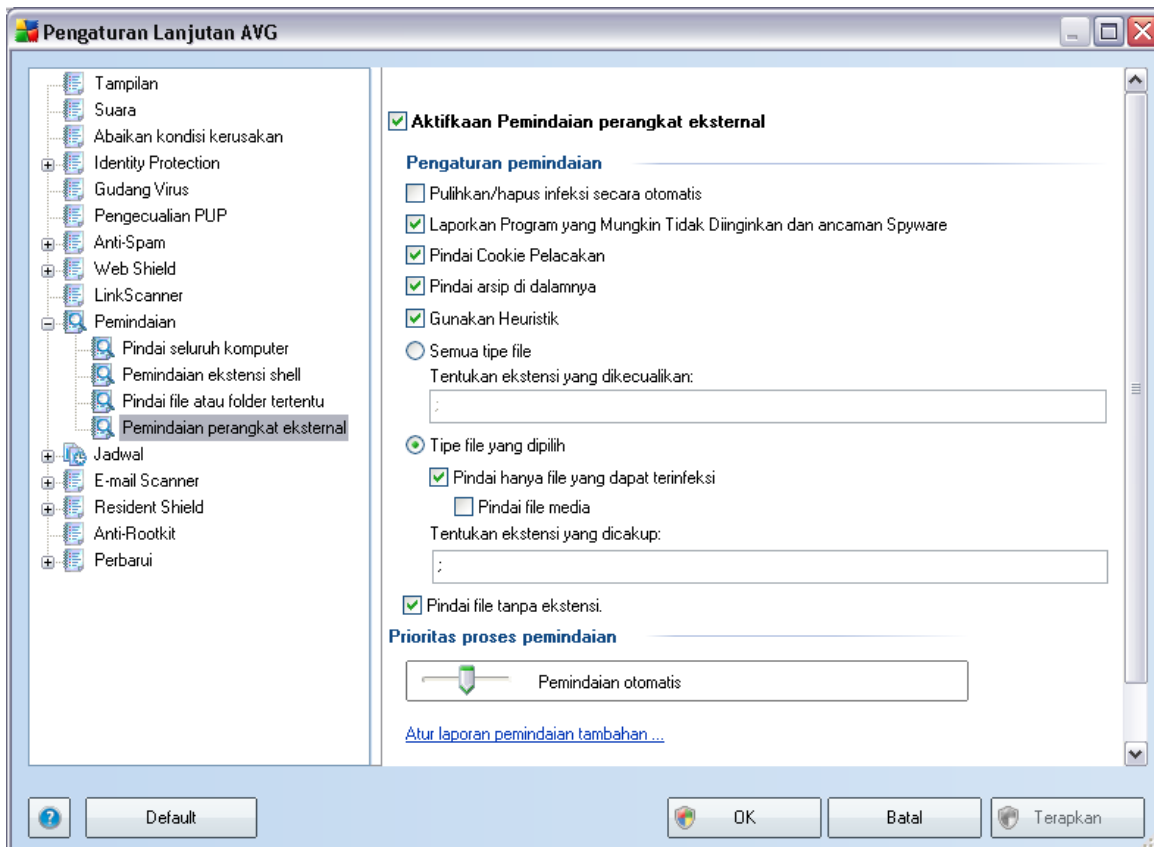 Pengaturan Lanjutan AVG
Tampilan
Suara
Abaikan kondisi kerusakan
Identity Protection
Gudang Virus
Pengecualian PUP
Anti-Spam
Web Shield
LinkScanner
Pemindaian
Pindai seluruh komputer
Pemindaian ekstensi shell
Pindai file atau folder tertentu
Pemindaian perangkat eksternal
Jadwal
E-mail Scanner
Resident Shield
Anti-Rootkit
Perbarui
Aktifkaan Pemindaian perangkat eksternal
Pengaturan pemindaian
Pulihkan/hapus infeksi secara otomatis
Laporkan Program yang Mungkin Tidak Diinginkan dan ancaman Spyware
Pindai Cookie Pelacakan
Pindai arsip di dalamnya
Gunakan Heuristik
Semua tipe file
Tentukan ekstensi yang dikecualikan:
;
Tipe file yang dipilih
Pindai hanya file yang dapat terinfeksi
Pindai file media
Tentukan ekstensi yang dicakup:
;
Pindai file tanpa ekstensi.
Prioritas proses pemindaian
Pemindaian otomatis
Atur laporan pemindaian tambahan ...
? Default OK Batal Terapkan